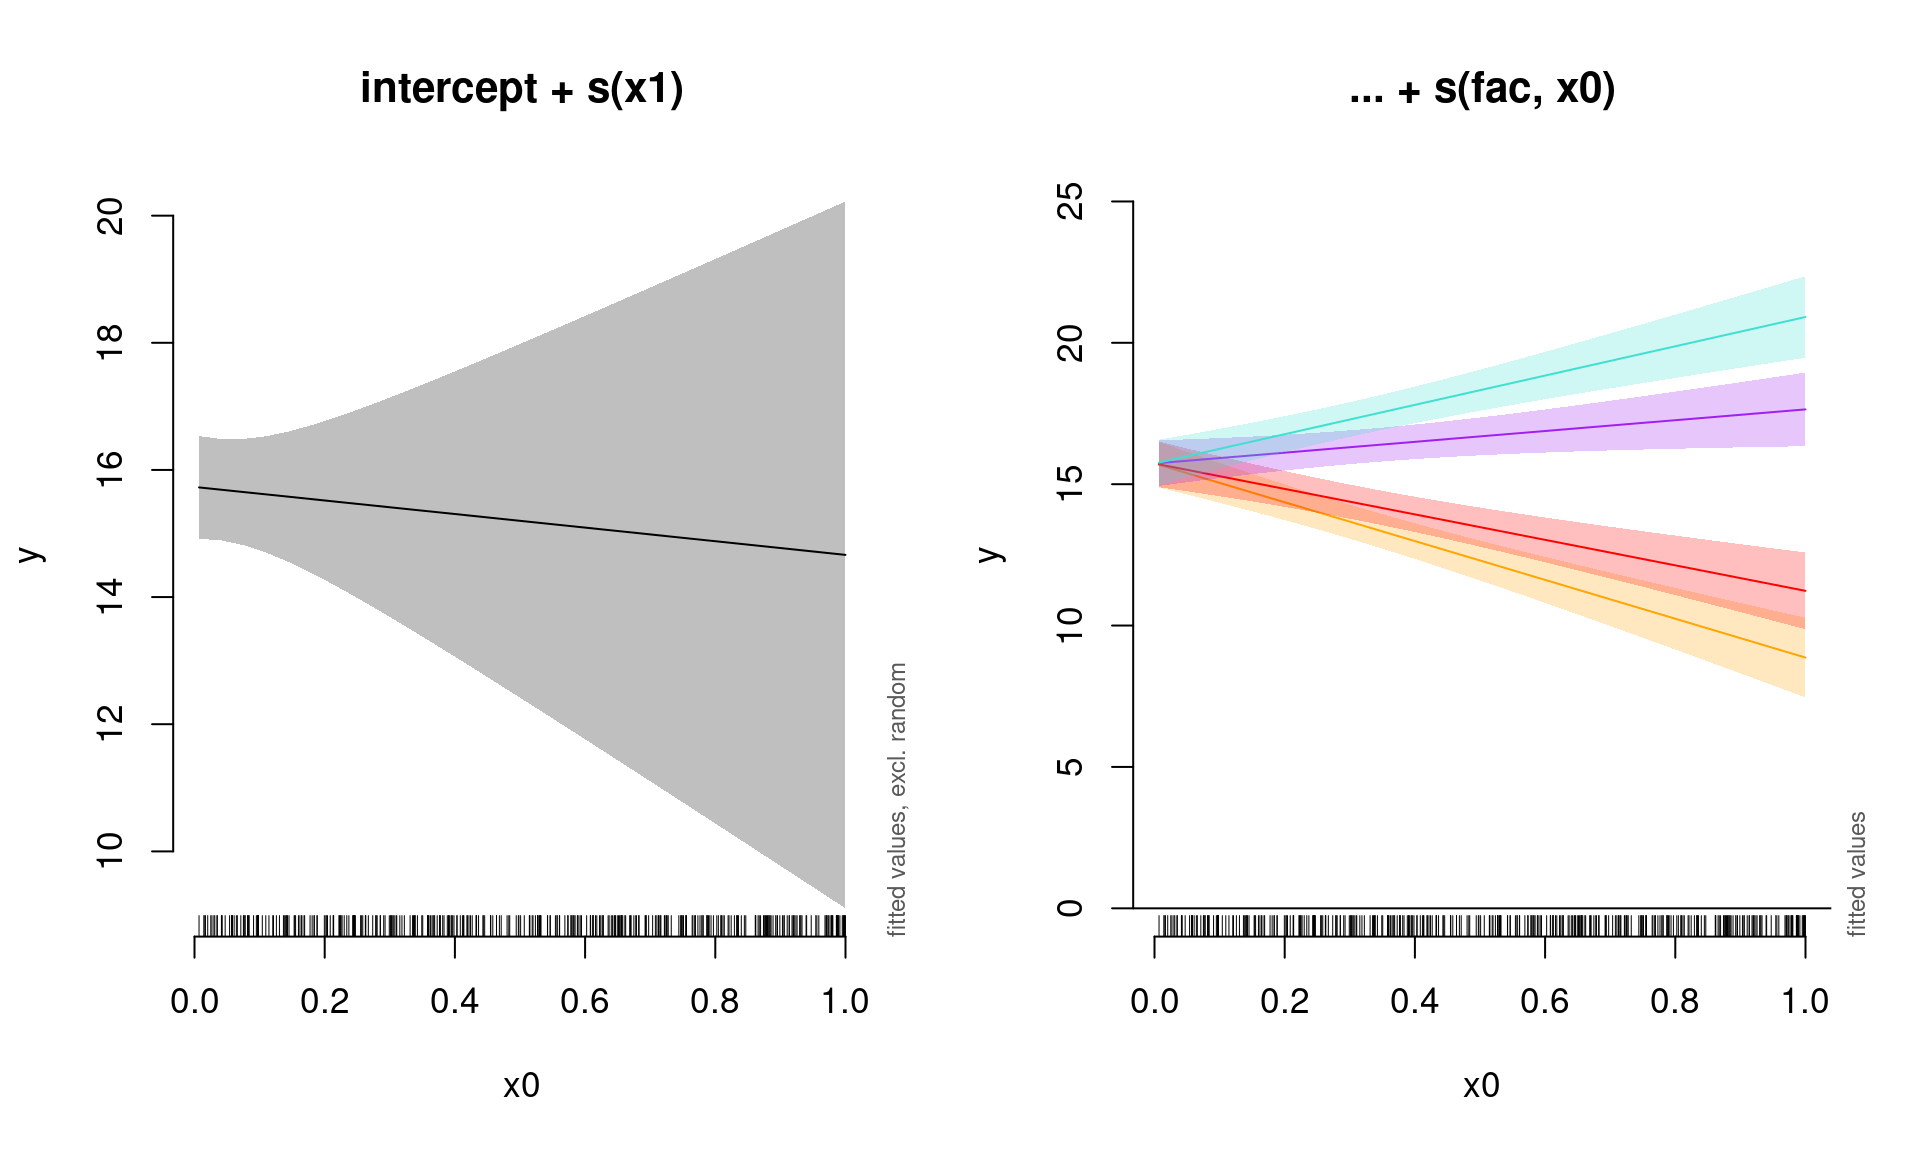 intercept + s(x1)
20
18
16
14
12
10
y
0.0 0.2 0.4 0.6 0.8 1.0
x0
fitted values, excl. random
... + s(fac, x0)
25
20
15
10
5
0
y
0.0 0.2 0.4 0.6 0.8 1.0
x0
fitted values